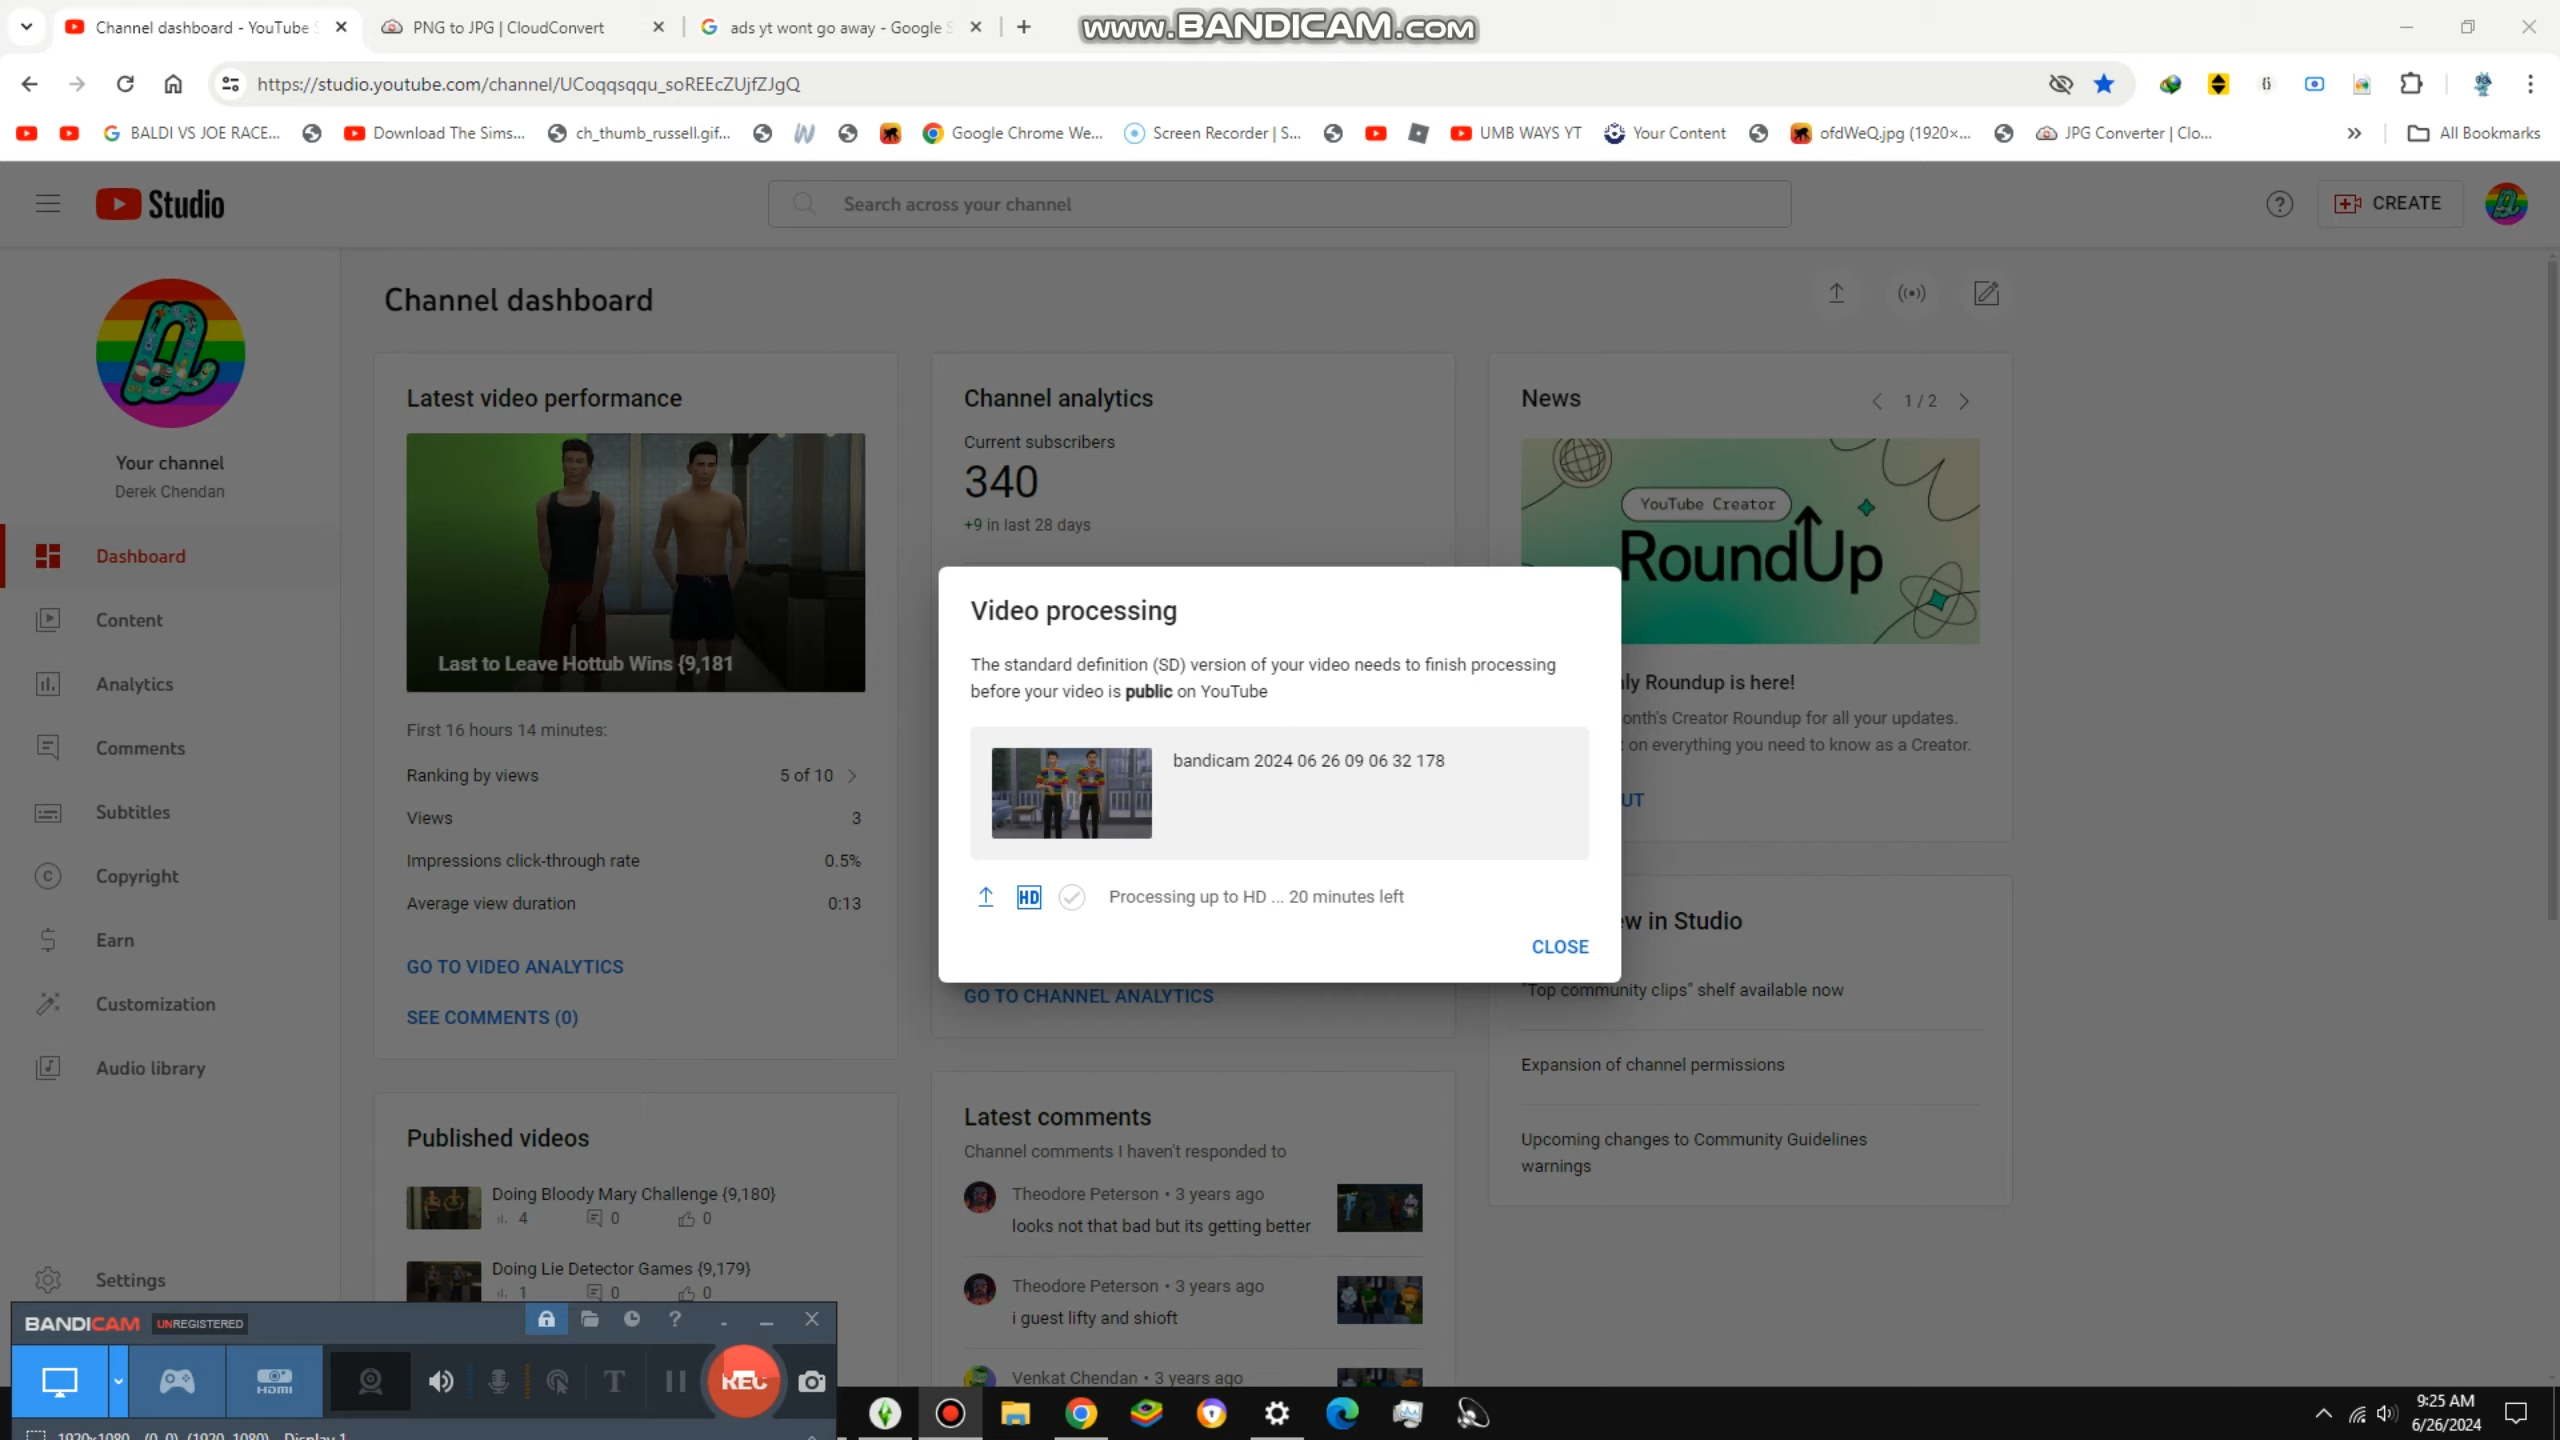 Channel dashboard - YouTube S
PNG to JPG | CloudConvert
ads yt wont go away - Google S
www.BANDICAM.com
https://studio.youtube.com/channel/UCoqqsqqu_soREEcZUjfZJgQ
BALDI VS JOE RACE...
Download The Sims...
ch_thumb_russell.gif...
Google Chrome We...
Screen Recorder | S...
UMB WAYS YT
Your Content
ofdWeQ.jpg (1920×...
JPG Converter | Clo...
All Bookmarks
Studio
Search across your channel
CREATE
Your channel
Derek Chendan
Dashboard
Content
Analytics
Comments
Subtitles
Copyright
Earn
Customization
Audio library
Settings
Channel dashboard
Latest video performance
Last to Leave Hottub Wins {9,181
First 16 hours 14 minutes:
Ranking by views 5 of 10
Views 3
Impressions click-through rate 0.5%
Average view duration 0:13
GO TO VIDEO ANALYTICS
SEE COMMENTS (0)
Published videos
Doing Bloody Mary Challenge {9,180}
4 0 0
Doing Lie Detector Games {9,179}
1 0 0
Channel analytics
Current subscribers
340
+9 in last 28 days
Video processing
The standard definition (SD) version of your video needs to finish processing
before your video is public on YouTube
bandicam 2024 06 26 09 06 32 178
HD Processing up to HD ... 20 minutes left
CLOSE
GO TO CHANNEL ANALYTICS
Latest comments
Channel comments I haven't responded to
Theodore Peterson • 3 years ago
looks not that bad but its getting better
Theodore Peterson • 3 years ago
i guest lifty and shioft
Venkat Chendan • 3 years ago
News
1 / 2
YouTube Creator
RoundUp
ly Roundup is here!
onth's Creator Roundup for all your updates.
on everything you need to know as a Creator.
UT
w in Studio
"Top community clips" shelf available now
Expansion of channel permissions
Upcoming changes to Community Guidelines
warnings
BANDICAM UNREGISTERED
HDMI
T
REC
1920x1080 (0, 0), (1920, 1080), Display 1
9:25 AM
6/26/2024